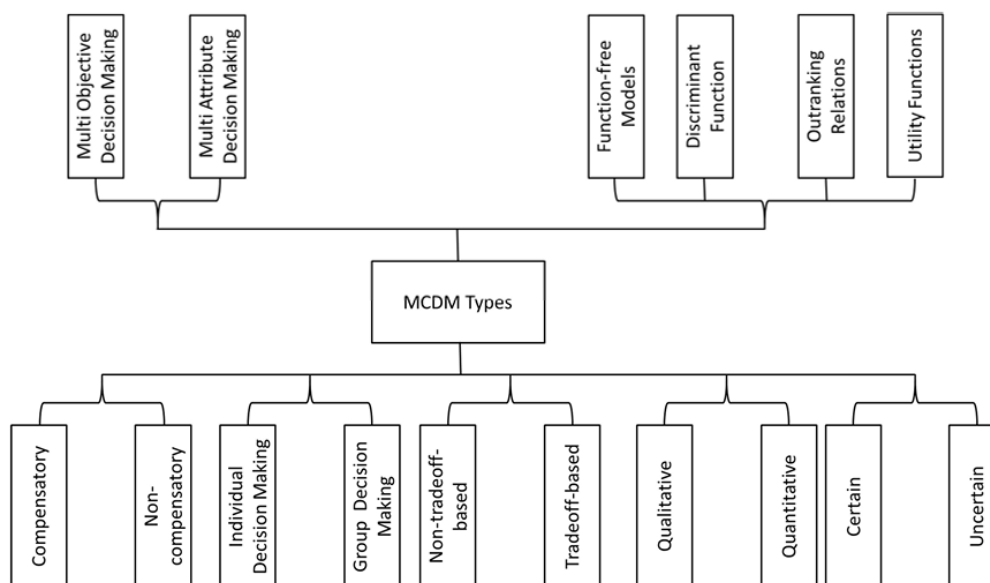 Multi Objective
Decision Making
Multi Attribute
Decision Making
Function-free
Models
Discriminant
Function
Outranking
Relations
Utility Functions
MCDM Types
Compensatory
Non-
compensatory
Individual
Decision Making
Group Decision
Making
Non-tradeoff-
based
Tradeoff-based
Qualitative
Quantitative
Certain
Uncertain